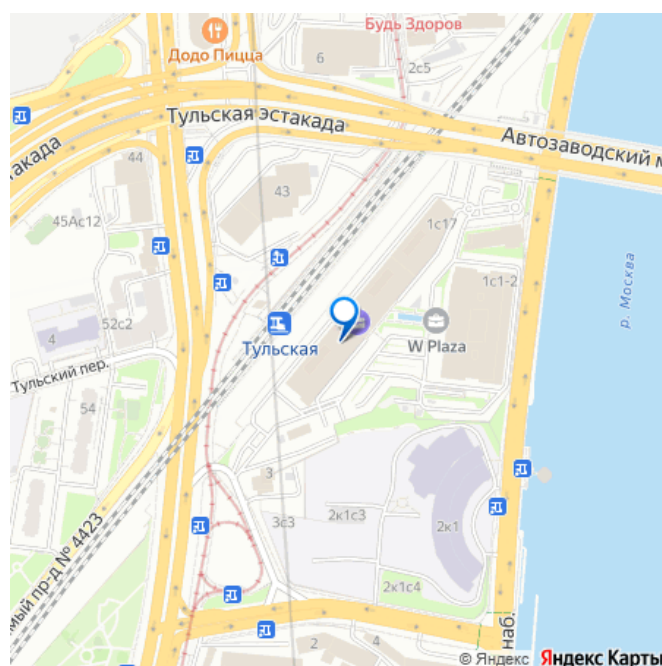 Будь Здоров
Додо Пицца
6
2с5
Тульская эстакада
Автозаводский м
такада
44
43
45Ас12
1с17
1с1-2
р. Москва
52с2
4
Тульская
W Plaza
Тульский пер.
54
3
3с3
2к1с3
2к1
мый пр-д № 4423
2к1с4
2
4
наб.
© Яндекс Яндекс Карты